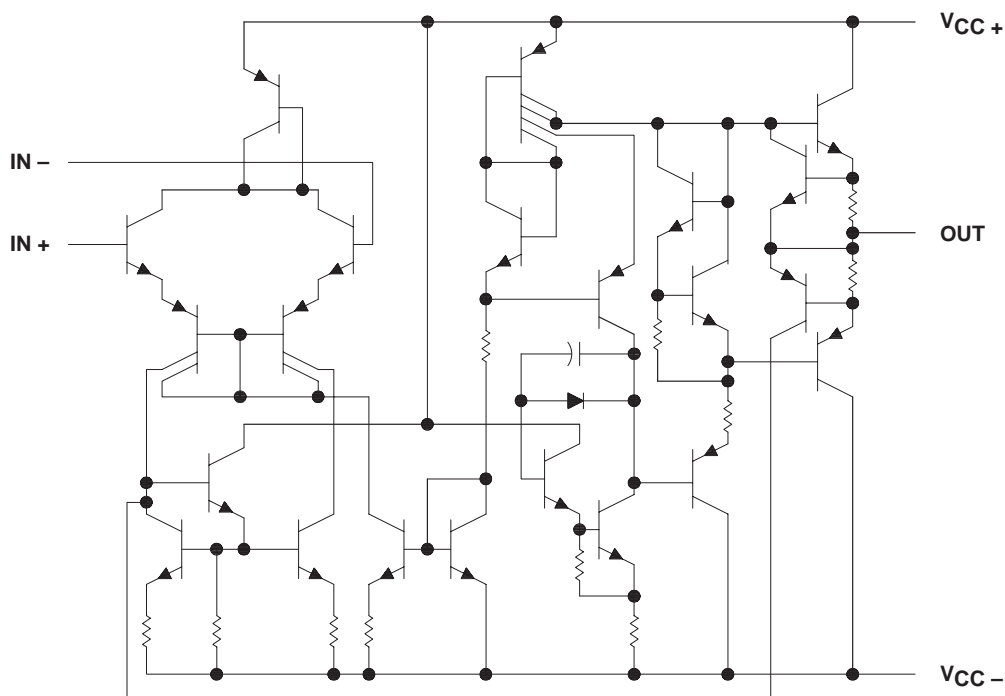 VCC +
IN –
IN +
OUT
VCC –